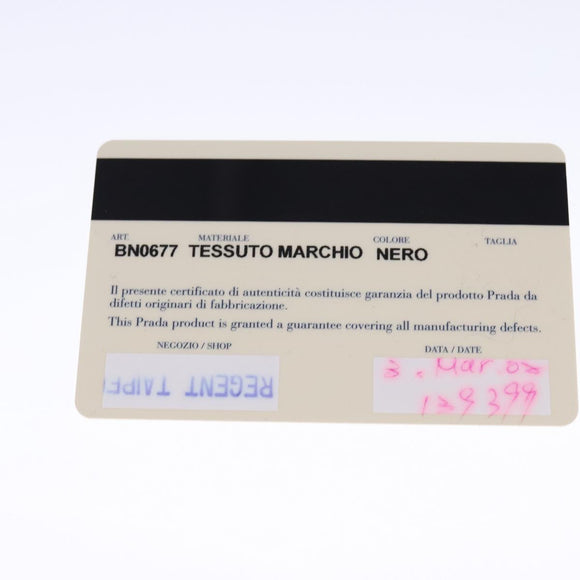 ART. MATERIALE COLORE TAGLIA
BN0677 TESSUTO MARCHIO NERO
Il presente certificato di autenticità costituisce garanzia del prodotto Prada da
difetti originari di fabbricazione.
This Prada product is granted a guarantee covering all manufacturing defects.
NEGOZIO / SHOP DATA / DATE
REGENT 3. Mar.